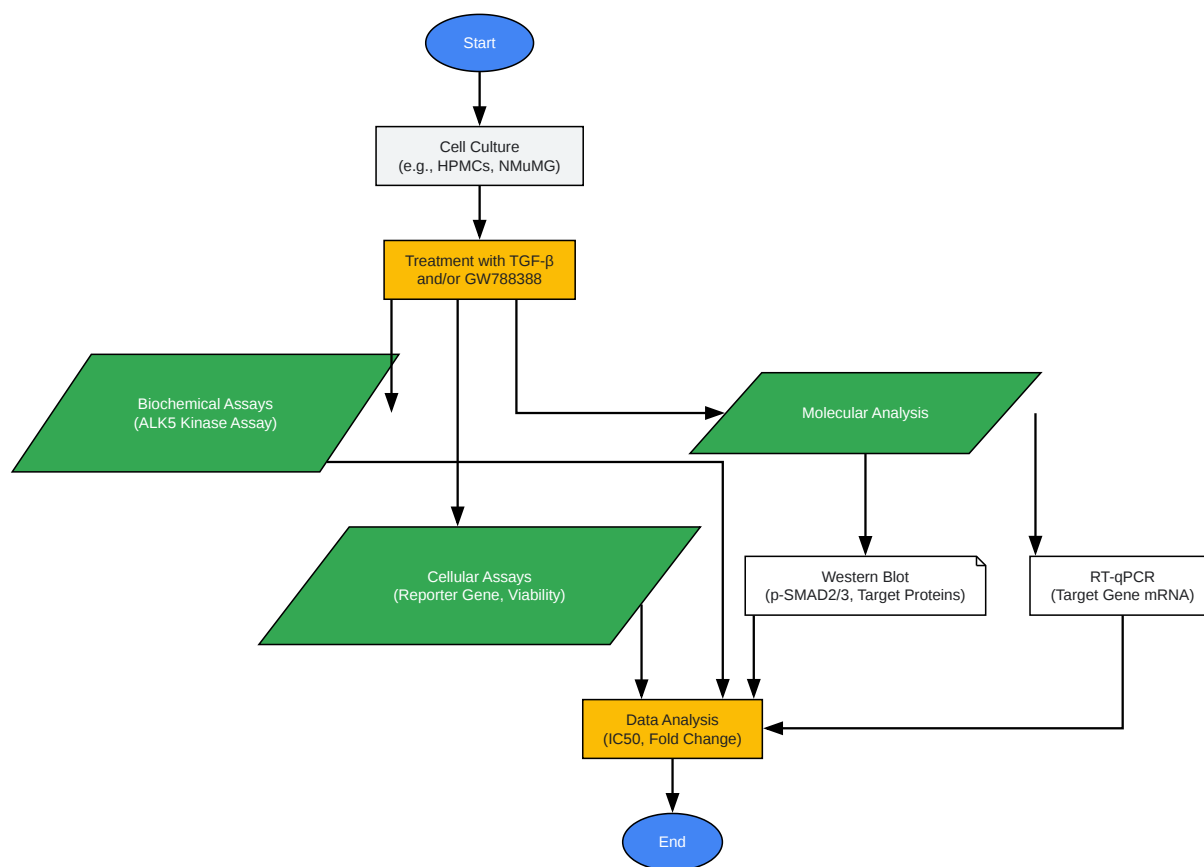 Start
Cell Culture
(e.g., HPMCs, NMuMG)
Treatment with TGF-β
and/or GW788388
Biochemical Assays
(ALK5 Kinase Assay)
Molecular Analysis
Cellular Assays
(Reporter Gene, Viability)
Western Blot
(p-SMAD2/3, Target Proteins)
RT-qPCR
(Target Gene mRNA)
Data Analysis
(IC50, Fold Change)
End